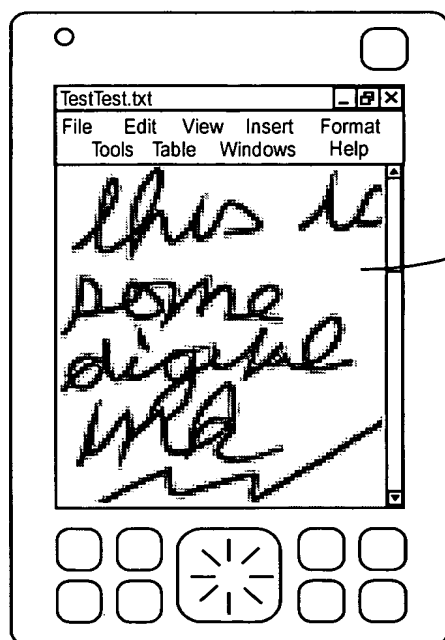 TestTest.txt
File Edit View Insert Format
Tools Table Windows Help
this is
some
digital
ink